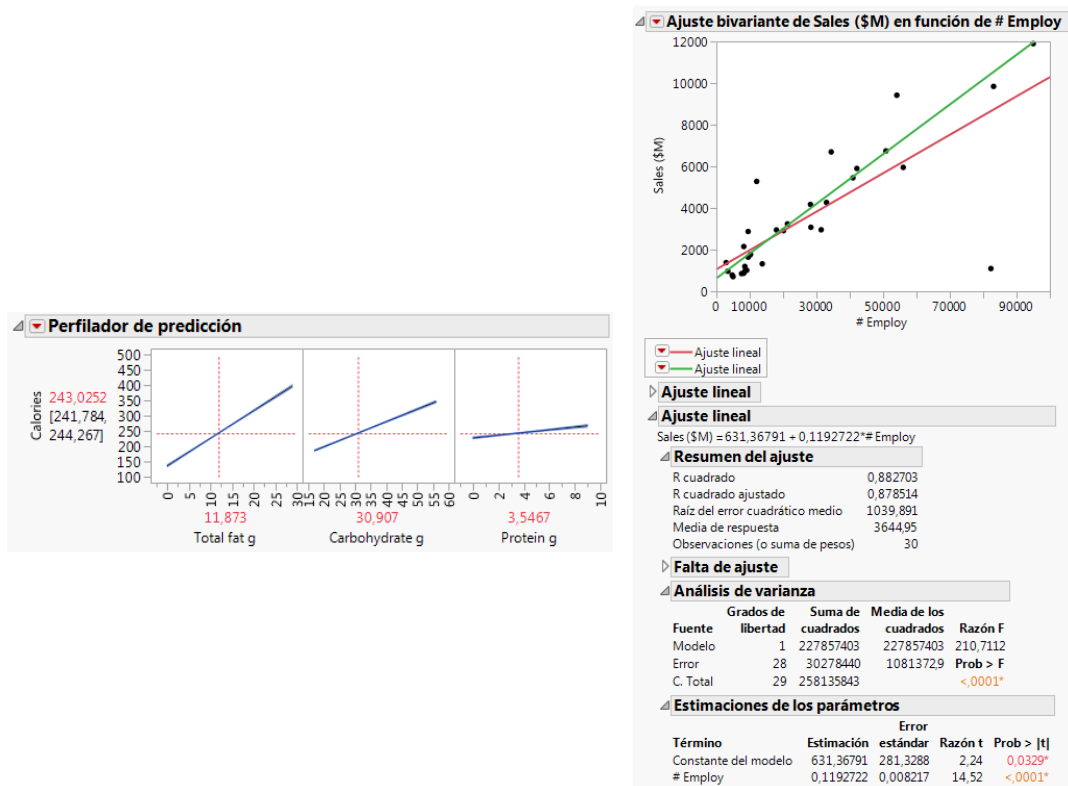 Perfilador de predicción
Calories
243,0252
[241,784,
244,267]
500
450
400
350
300
250
200
150
100
0 5 10 15 20 25 30
15 20 25 30 35 40 45 50 55 60
0 2 4 6 8 10
11,873 30,907 3,5467
Total fat g Carbohydrate g Protein g
Ajuste bivariante de Sales ($M) en función de # Employ
Sales ($M)
12000
10000
8000
6000
4000
2000
0
0 10000 30000 50000 70000 90000
# Employ
Ajuste lineal
Ajuste lineal
Ajuste lineal
Ajuste lineal
Sales ($M) = 631,36791 + 0,1192722*# Employ
Resumen del ajuste
R cuadrado 0,882703
R cuadrado ajustado 0,878514
Raíz del error cuadrático medio 1039,891
Media de respuesta 3644,95
Observaciones (o suma de pesos) 30
Falta de ajuste
Análisis de varianza
Grados de Suma de Media de los
Fuente libertad cuadrados cuadrados Razón F
Modelo 1 227857403 227857403 210,7112
Error 28 30278440 1081372,9 Prob > F
C. Total 29 258135843 <,0001*
Estimaciones de los parámetros
Error
Término Estimación estándar Razón t Prob > |t|
Constante del modelo 631,36791 281,3288 2,24 0,0329*
# Employ 0,1192722 0,008217 14,52 <,0001*